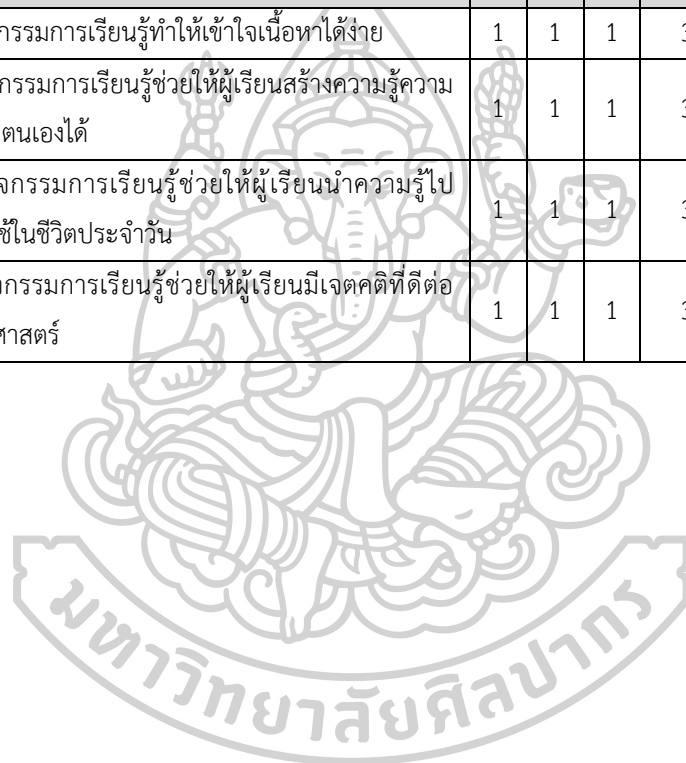 กรรมการเรียนรู้ทำให้เข้าใจเนื้อหาได้ง่าย 1 1 1 3
กรรมการเรียนรู้ช่วยให้ผู้เรียนสร้างความรู้ความ
ตนเองได้ 1 1 1 3
จกรรมการเรียนรู้ช่วยให้ผู้เรียนนำความรู้ไป
ช้ในชีวิตประจำวัน 1 1 1 3
กรรมการเรียนรู้ช่วยให้ผู้เรียนมีเจตคติที่ดีต่อ
ศาสตร์ 1 1 1 3
มหาวิทยาลัยศิลปากร